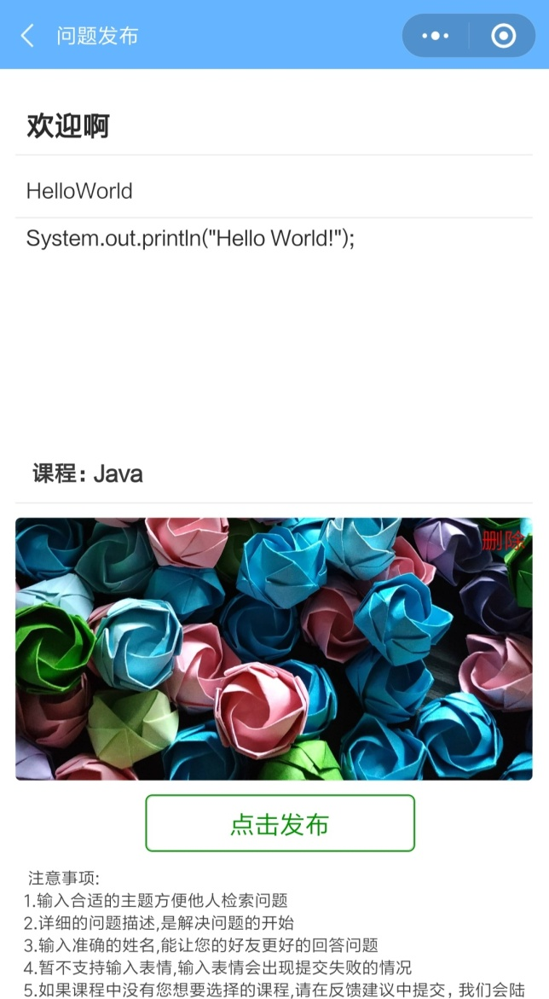 问题发布
欢迎啊
HelloWorld
System.out.println("Hello World!");
课程: Java
删除
点击发布
注意事项:
1.输入合适的主题方便他人检索问题
2.详细的问题描述,是解决问题的开始
3.输入准确的姓名,能让您的好友更好的回答问题
4.暂不支持输入表情,输入表情会出现提交失败的情况
5.如果课程中没有您想要选择的课程,请在反馈建议中提交，我们会陆